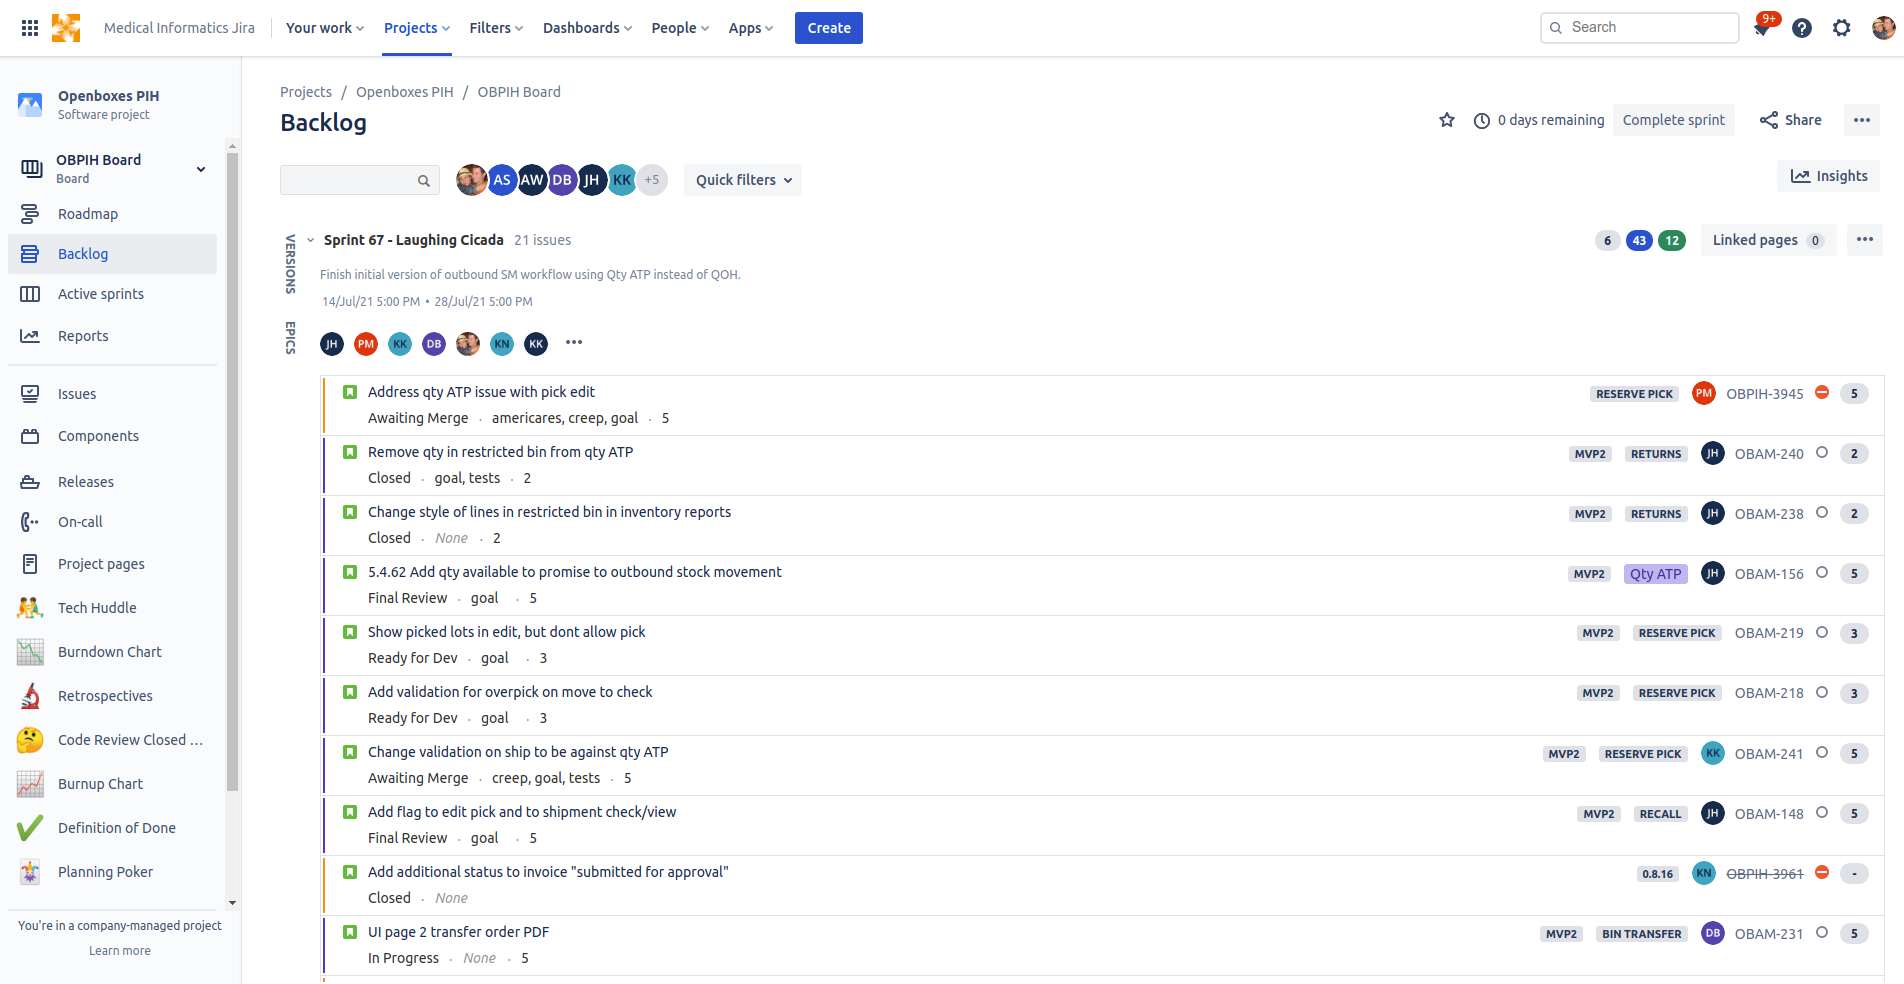 Medical Informatics Jira
Your work
Projects
Filters
Dashboards
People
Apps
Create
Search
9+
Openboxes PIH
Software project
OBPIH Board
Board
Roadmap
Backlog
Active sprints
Reports
Issues
Components
Releases
On-call
Project pages
Tech Huddle
Burndown Chart
Retrospectives
Code Review Closed ...
Burnup Chart
Definition of Done
Planning Poker
You're in a company-managed project
Learn more
Projects / Openboxes PIH / OBPIH Board
Backlog
0 days remaining
Complete sprint
Share
AS AW DB JH KK +5
Quick filters
Insights
VERSIONS
EPICS
Sprint 67 - Laughing Cicada 21 issues
6 43 12
Linked pages 0
Finish initial version of outbound SM workflow using Qty ATP instead of QOH.
14/Jul/21 5:00 PM • 28/Jul/21 5:00 PM
JH PM KK DB KN KK
Address qty ATP issue with pick edit
RESERVE PICK PM OBPIH-3945 5
Awaiting Merge · americares, creep, goal · 5
Remove qty in restricted bin from qty ATP
MVP2 RETURNS JH OBAM-240 2
Closed · goal, tests · 2
Change style of lines in restricted bin in inventory reports
MVP2 RETURNS JH OBAM-238 2
Closed · None · 2
5.4.62 Add qty available to promise to outbound stock movement
MVP2 Qty ATP JH OBAM-156 5
Final Review · goal · 5
Show picked lots in edit, but dont allow pick
MVP2 RESERVE PICK OBAM-219 3
Ready for Dev · goal · 3
Add validation for overpick on move to check
MVP2 RESERVE PICK OBAM-218 3
Ready for Dev · goal · 3
Change validation on ship to be against qty ATP
MVP2 RESERVE PICK KK OBAM-241 5
Awaiting Merge · creep, goal, tests · 5
Add flag to edit pick and to shipment check/view
MVP2 RECALL JH OBAM-148 5
Final Review · goal · 5
Add additional status to invoice "submitted for approval"
0.8.16 KN OBPIH-3961 -
Closed · None
UI page 2 transfer order PDF
MVP2 BIN TRANSFER DB OBAM-231 5
In Progress · None · 5